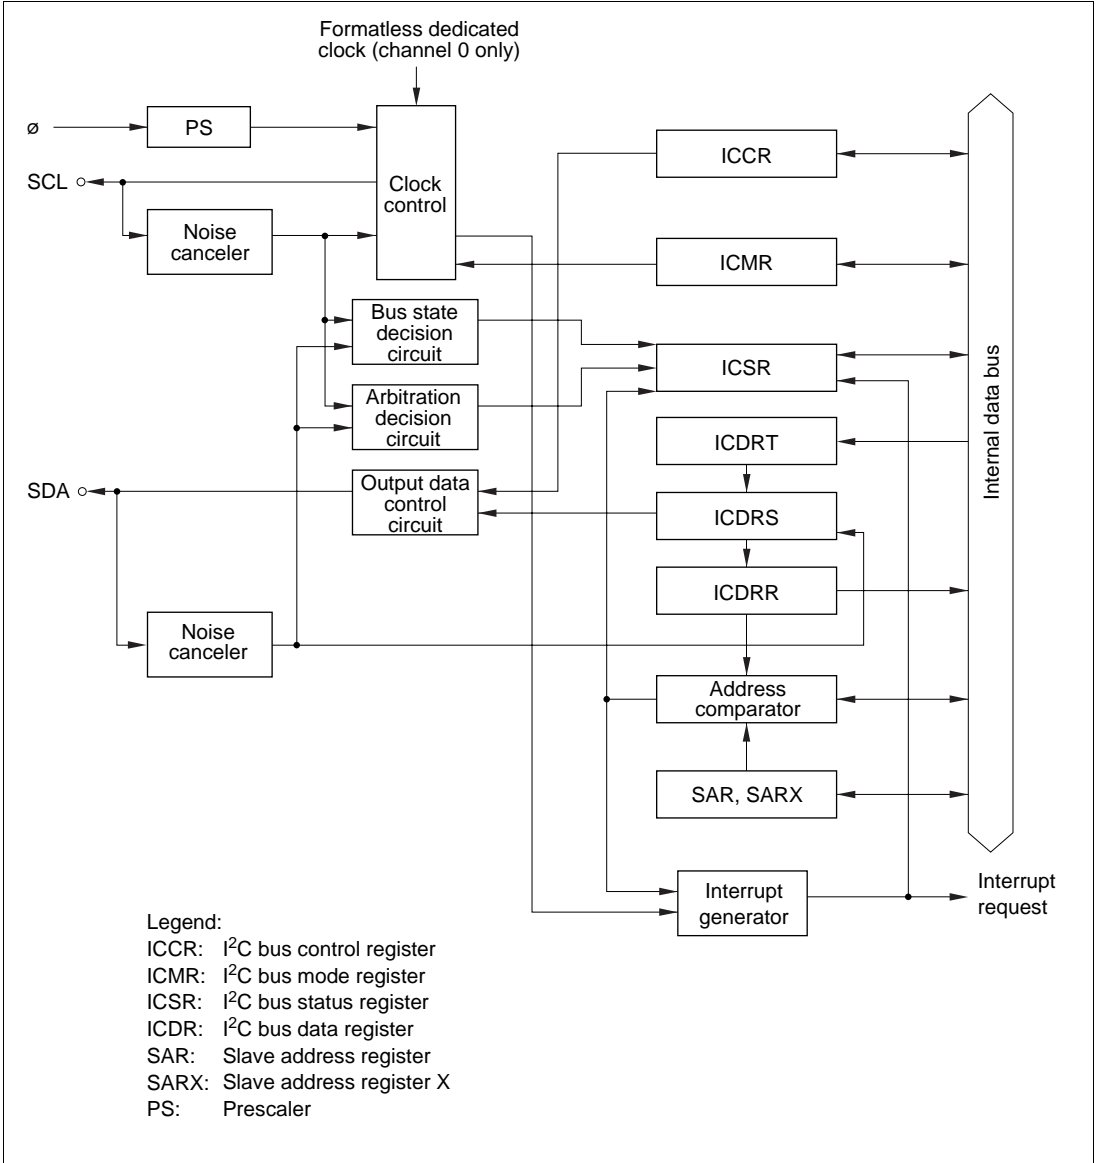 Formatless dedicated
clock (channel 0 only)
ø
PS
SCL
Clock
control
Noise
canceler
ICCR
ICMR
Bus state
decision
circuit
ICSR
Arbitration
decision
circuit
ICDRT
SDA
Output data
control
circuit
ICDRS
ICDRR
Noise
canceler
Address
comparator
SAR, SARX
Internal data bus
Interrupt
generator
Interrupt
request
Legend:
ICCR: I²C bus control register
ICMR: I²C bus mode register
ICSR: I²C bus status register
ICDR: I²C bus data register
SAR: Slave address register
SARX: Slave address register X
PS: Prescaler